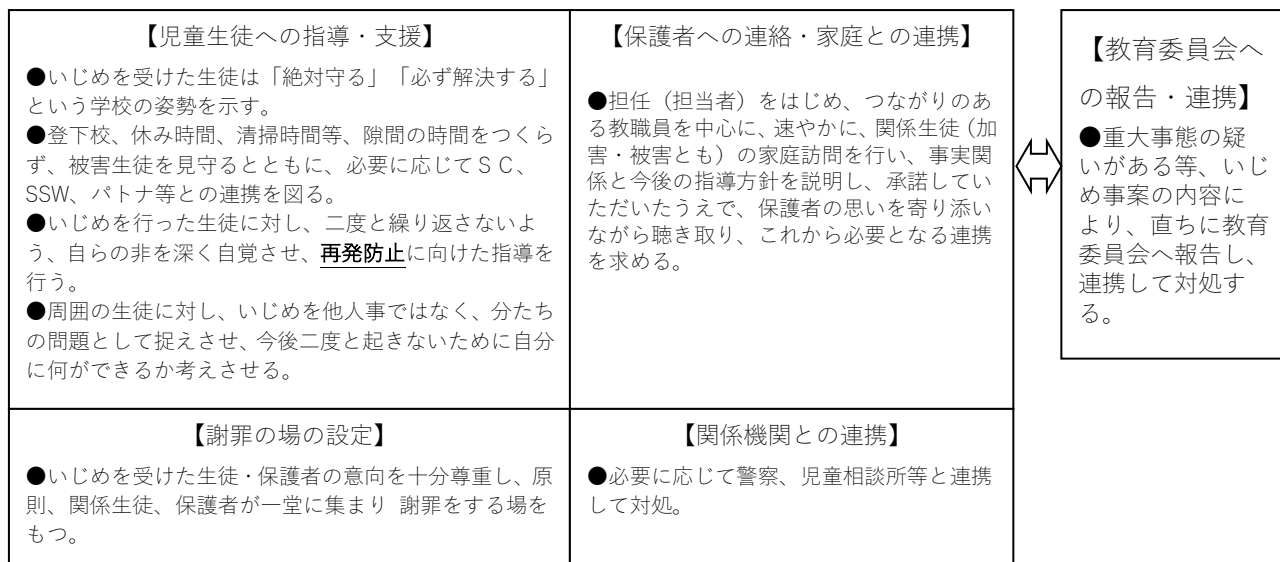 【児童生徒への指導・支援】
●いじめを受けた生徒は「絶対守る」「必ず解決する」
という学校の姿勢を示す。
●登下校、休み時間、清掃時間等、隙間の時間をつくら
ず、被害生徒を見守るとともに、必要に応じてＳＣ、
SSW、パトナ等との連携を図る。
●いじめを行った生徒に対し、二度と繰り返さないよ
う、自らの非を深く自覚させ、再発防止に向けた指導を
行う。
●周囲の生徒に対し、いじめを他人事ではなく、分たち
の問題として捉えさせ、今後二度と起きないために自分
に何ができるか考えさせる。
【保護者への連絡・家庭との連携】
●担任（担当者）をはじめ、つながりのあ
る教職員を中心に、速やかに、関係生徒（加
害・被害とも）の家庭訪問を行い、事実関
係と今後の指導方針を説明し、承諾してい
ただいたうえで、保護者の思いを寄り添い
ながら聴き取り、これから必要となる連携
を求める。
【教育委員会へ
の報告・連携】
●重大事態の疑
いがある等、いじ
め事案の内容に
より、直ちに教育
委員会へ報告し、
連携して対処す
る。
【謝罪の場の設定】
●いじめを受けた生徒・保護者の意向を十分尊重し、原
則、関係生徒、保護者が一堂に集まり 謝罪をする場を
もつ。
【関係機関との連携】
●必要に応じて警察、児童相談所等と連携
して対処。